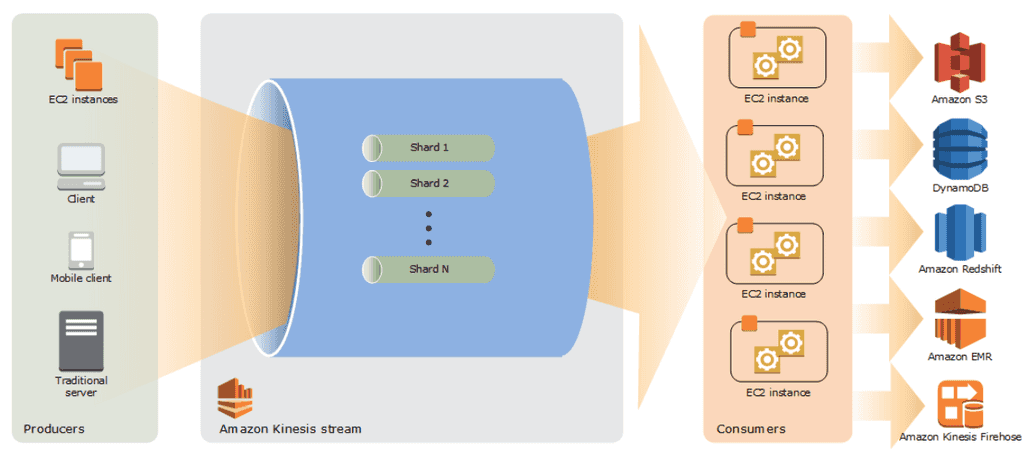 EC2 instances
Client
Mobile client
Traditional
server
Producers
Shard 1
Shard 2
Shard N
Amazon Kinesis stream
EC2 instance
EC2 instance
EC2 instance
EC2 instance
Consumers
Amazon S3
DynamoDB
Amazon Redshift
Amazon EMR
Amazon Kinesis Firehose